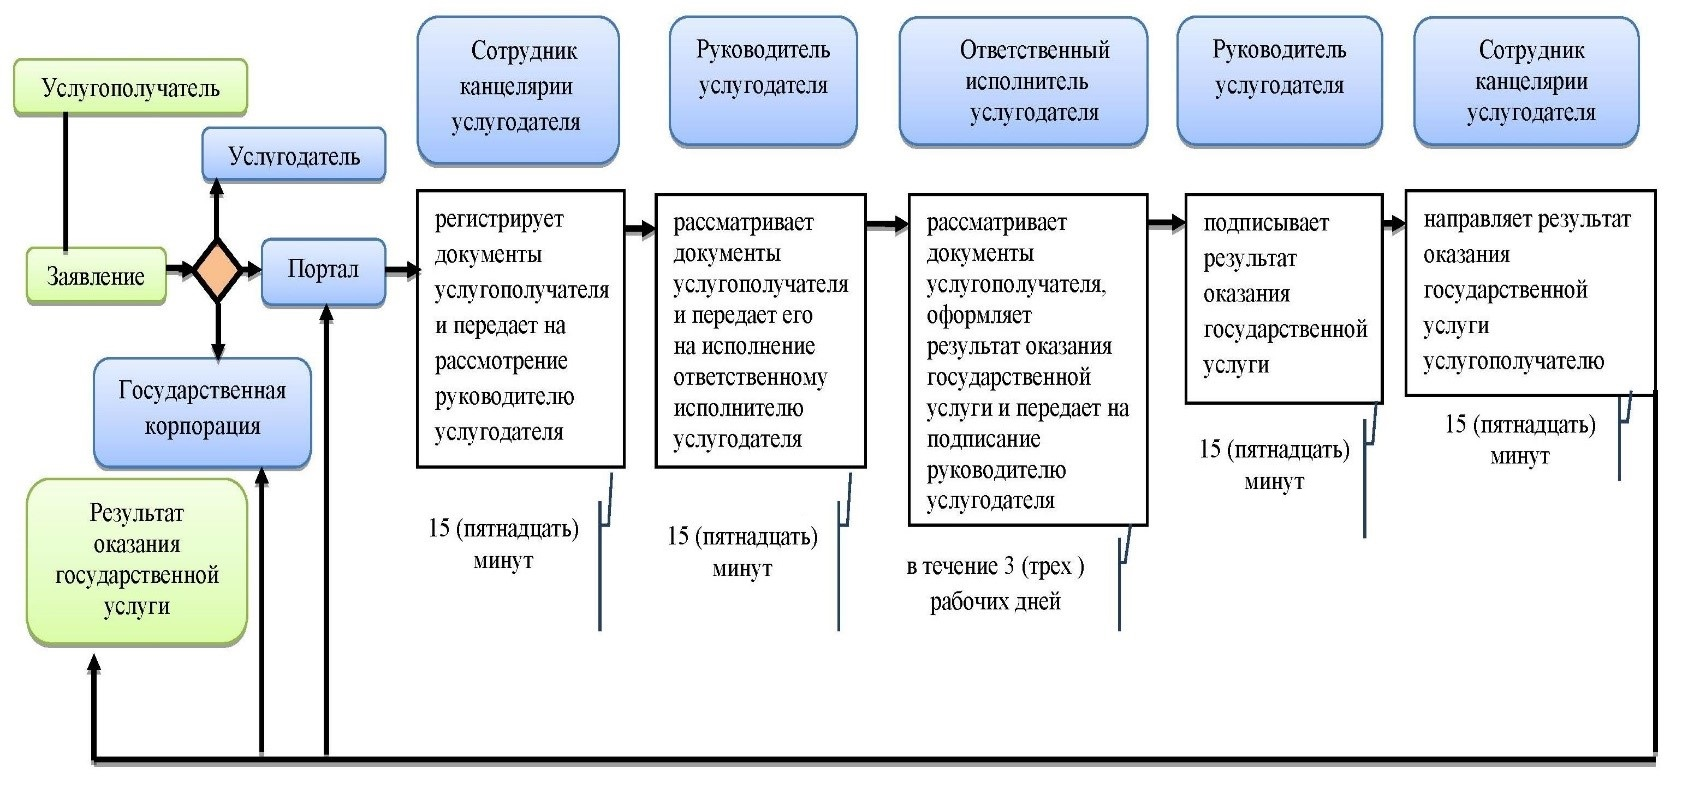 Услугополучатель
Услугодатель
Заявление
Портал
Государственная
корпорация
Результат
оказания
государственной
услуги
Сотрудник
канцелярии
услугодателя
Руководитель
услугодателя
Ответственный
исполнитель
услугодателя
Руководитель
услугодателя
Сотрудник
канцелярии
услугодателя
регистрирует
документы
услугополучателя
и передает на
рассмотрение
руководителю
услугодателя
15 (пятнадцать)
минут
рассматривает
документы
услугополучателя
и передает его
на исполнение
ответственному
исполнителю
услугодателя
15 (пятнадцать)
минут
рассматривает
документы
услугополучателя,
оформляет
результат оказания
государственной
услуги и передает на
подписание
руководителю
услугодателя
в течение 3 (трех )
рабочих дней
подписывает
результат
оказания
государственной
услуги
15 (пятнадцать)
минут
направляет результат
оказания
государственной
услуги
услугополучателю
15 (пятнадцать)
минут